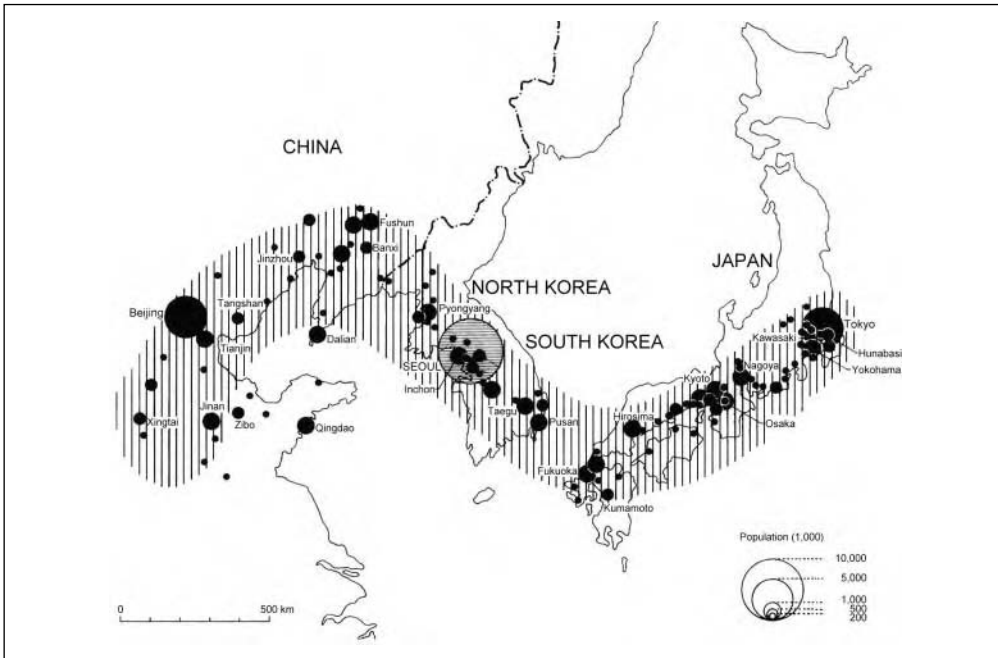 CHINA
Fushun
Banxi
Jinzhou
JAPAN
NORTH KOREA
Tangshan
Beijing
Pyongyang
Tokyo
Dalian
SOUTH KOREA
Kawasaki
Hunabasi
Tianjin
SEOUL
Nagoya
Yokohama
Inchon
Kyoto
Taegu
Jinan
Hirosima
Xingtai
Zibo
Qingdao
Pusan
Osaka
Fukuoka
Kumamoto
Population (1,000)
10,000
5,000
1,000
500
200
0 500 km